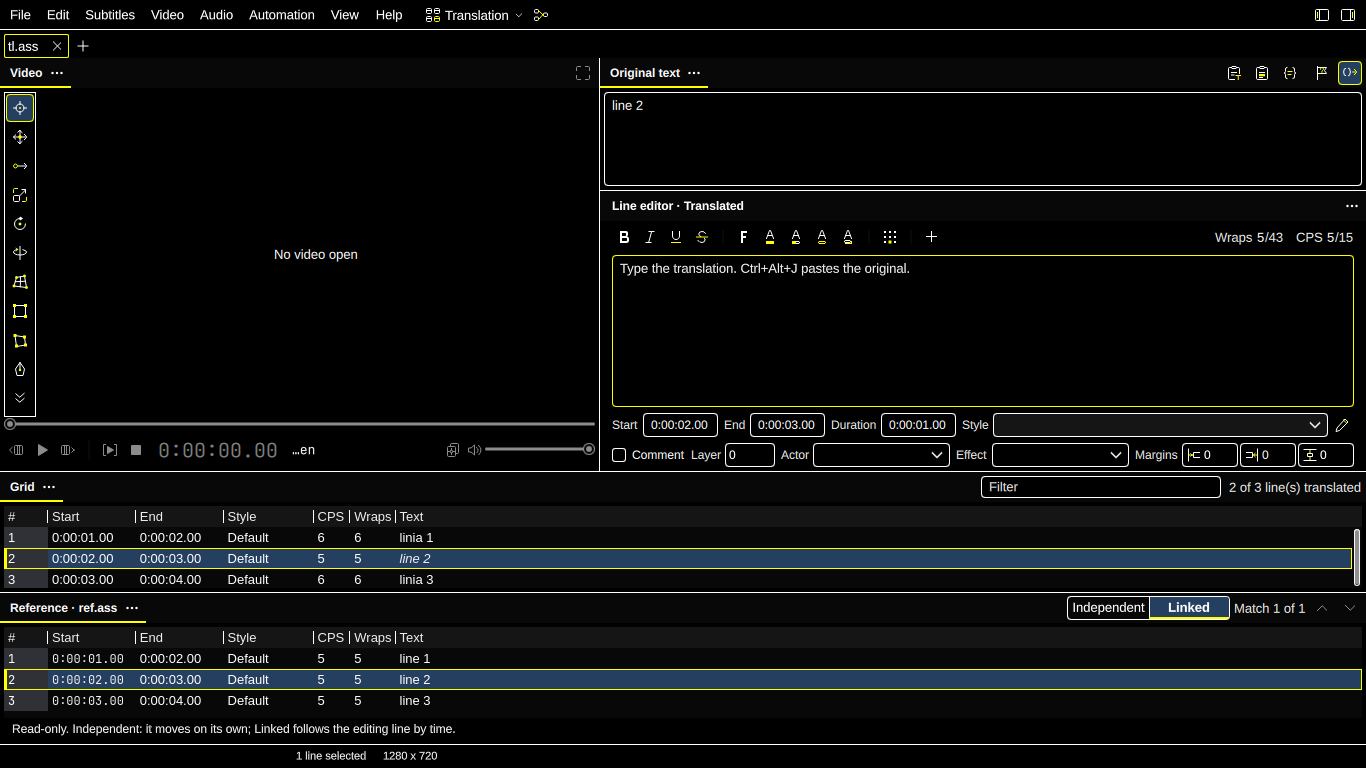 File Edit Subtitles Video Audio Automation View Help Translation
tl.ass
Video
No video open
0:00:00.00 …en
Original text
line 2
Line editor · Translated
B I U S F A A A A Wraps 5/43 CPS 5/15
Type the translation. Ctrl+Alt+J pastes the original.
Start 0:00:02.00 End 0:00:03.00 Duration 0:00:01.00 Style
Comment Layer 0 Actor Effect Margins 0 0 0
Grid Filter 2 of 3 line(s) translated
# Start End Style CPS Wraps Text
1 0:00:01.00 0:00:02.00 Default 6 6 linia 1
2 0:00:02.00 0:00:03.00 Default 5 5 line 2
3 0:00:03.00 0:00:04.00 Default 6 6 linia 3
Reference · ref.ass Independent Linked Match 1 of 1
# Start End Style CPS Wraps Text
1 0:00:01.00 0:00:02.00 Default 5 5 line 1
2 0:00:02.00 0:00:03.00 Default 5 5 line 2
3 0:00:03.00 0:00:04.00 Default 5 5 line 3
Read-only. Independent: it moves on its own; Linked follows the editing line by time.
1 line selected 1280 x 720